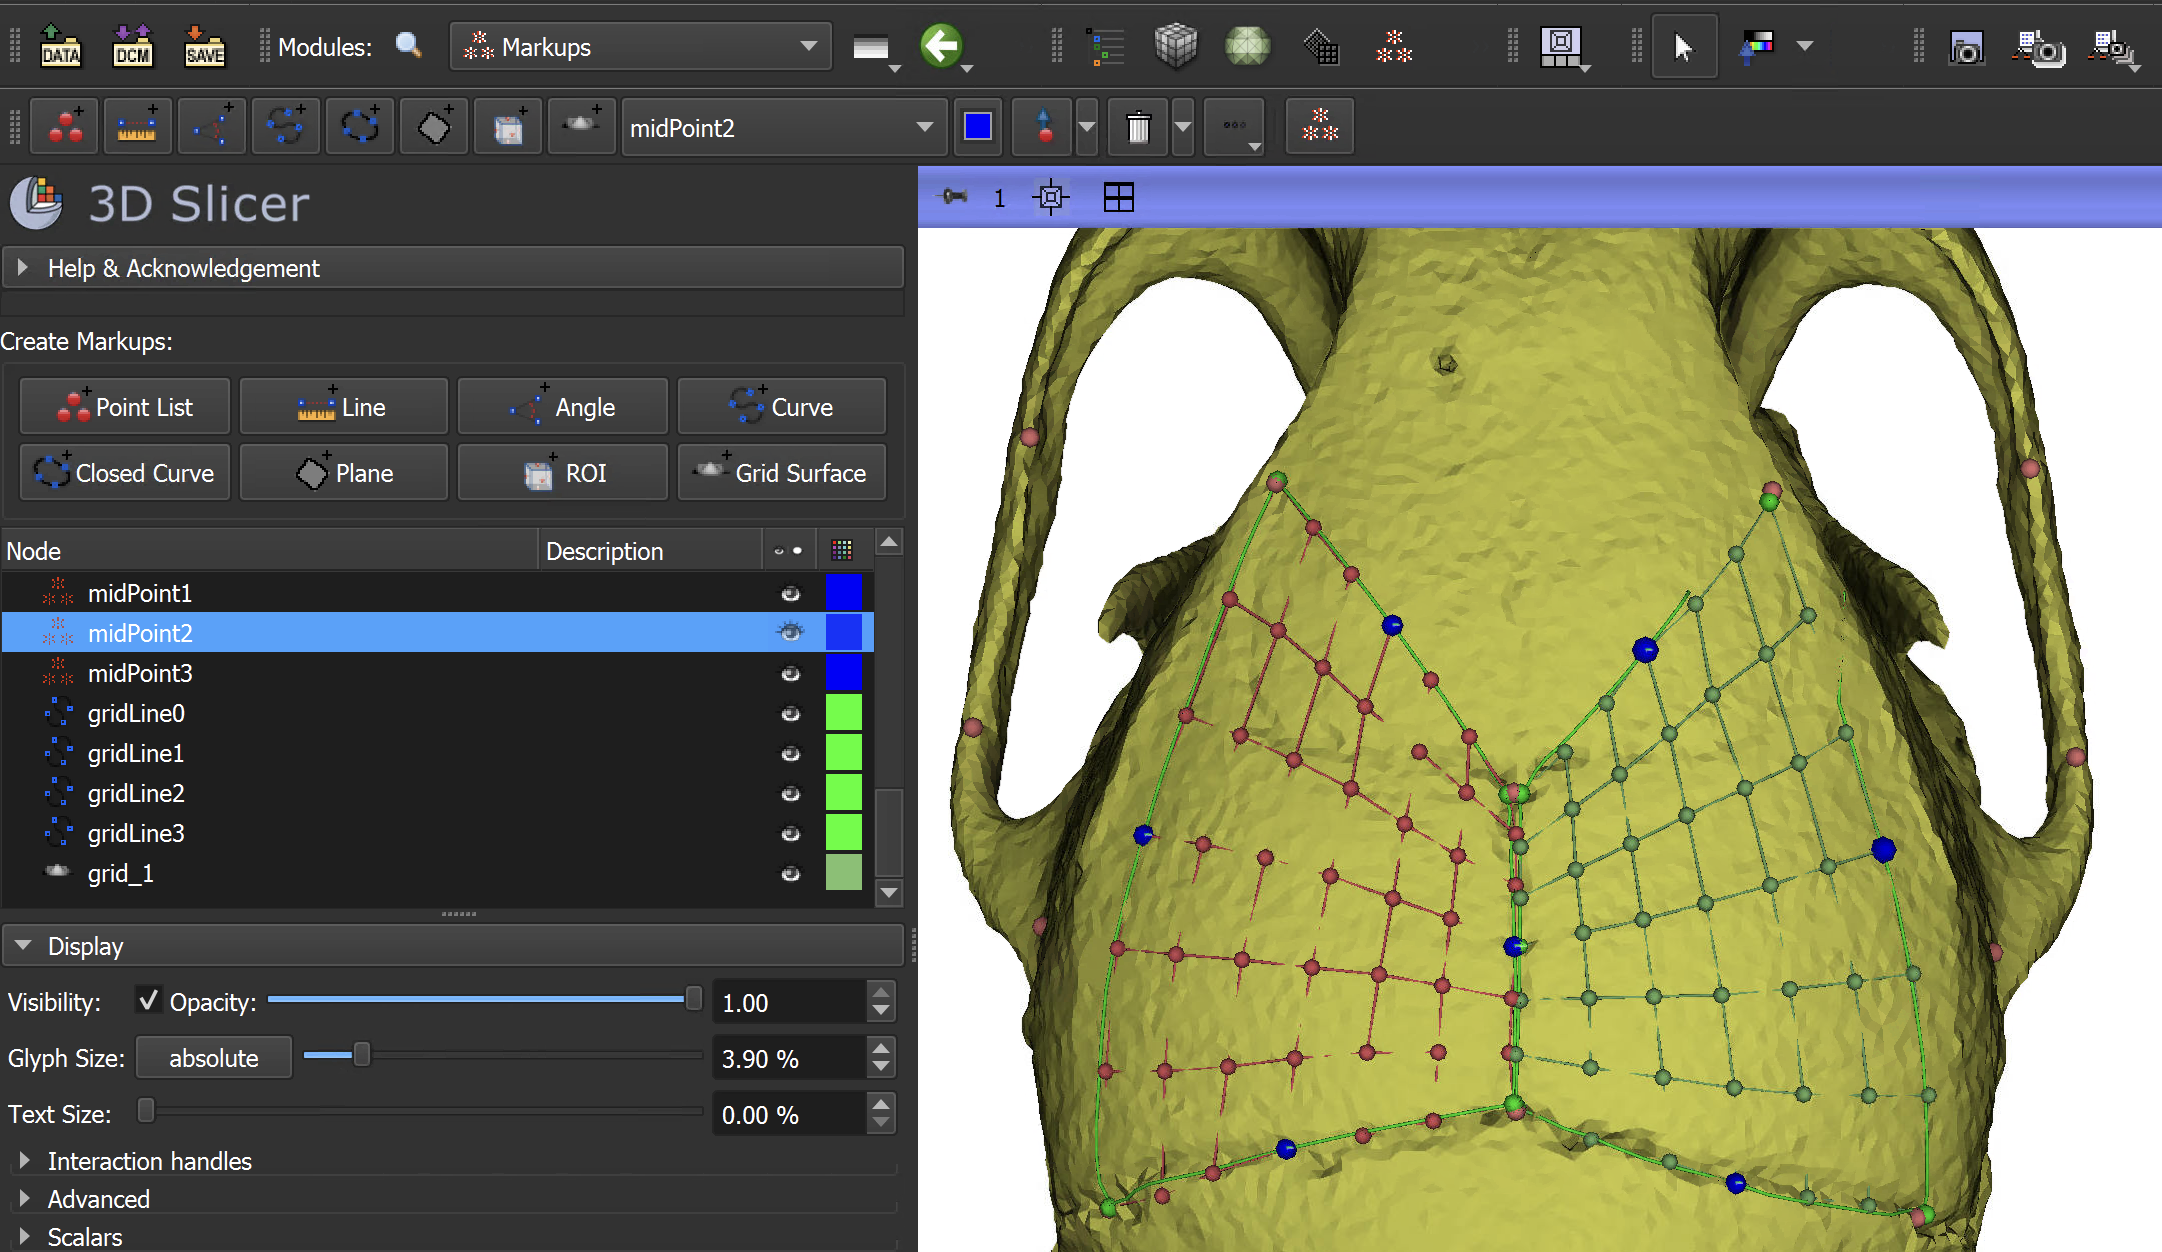 DATA
DCM
SAVE
Modules:
Markups
midPoint2
3D Slicer
1
Help & Acknowledgement
Create Markups:
Point List
Line
Angle
Curve
Closed Curve
Plane
ROI
Grid Surface
Node
Description
midPoint1
midPoint2
midPoint3
gridLine0
gridLine1
gridLine2
gridLine3
grid_1
Display
Visibility:
Opacity:
1.00
Glyph Size:
absolute
3.90 %
Text Size:
0.00 %
Interaction handles
Advanced
Scalars